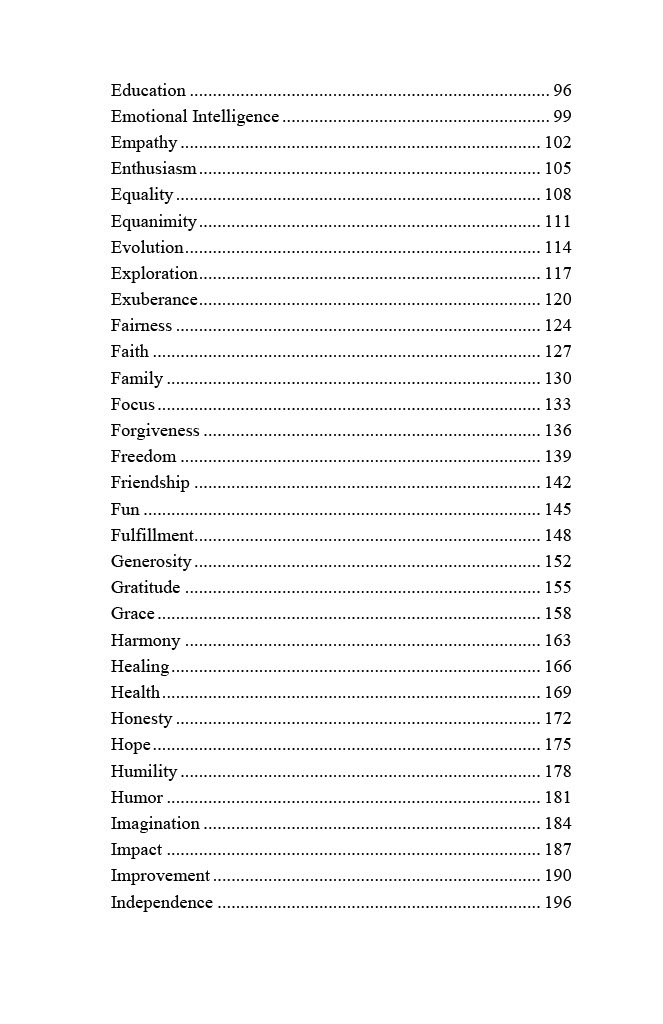 Education ........................................................................... 96
Emotional Intelligence ........................................................ 99
Empathy ........................................................................... 102
Enthusiasm ....................................................................... 105
Equality ............................................................................ 108
Equanimity ....................................................................... 111
Evolution .......................................................................... 114
Exploration ....................................................................... 117
Exuberance ....................................................................... 120
Fairness ............................................................................ 124
Faith ................................................................................. 127
Family .............................................................................. 130
Focus ................................................................................ 133
Forgiveness ...................................................................... 136
Freedom ........................................................................... 139
Friendship ........................................................................ 142
Fun ................................................................................... 145
Fulfillment ........................................................................ 148
Generosity ........................................................................ 152
Gratitude .......................................................................... 155
Grace ................................................................................ 158
Harmony .......................................................................... 163
Healing ............................................................................. 166
Health ............................................................................... 169
Honesty ............................................................................ 172
Hope ................................................................................. 175
Humility ........................................................................... 178
Humor .............................................................................. 181
Imagination ...................................................................... 184
Impact .............................................................................. 187
Improvement .................................................................... 190
Independence ................................................................... 196